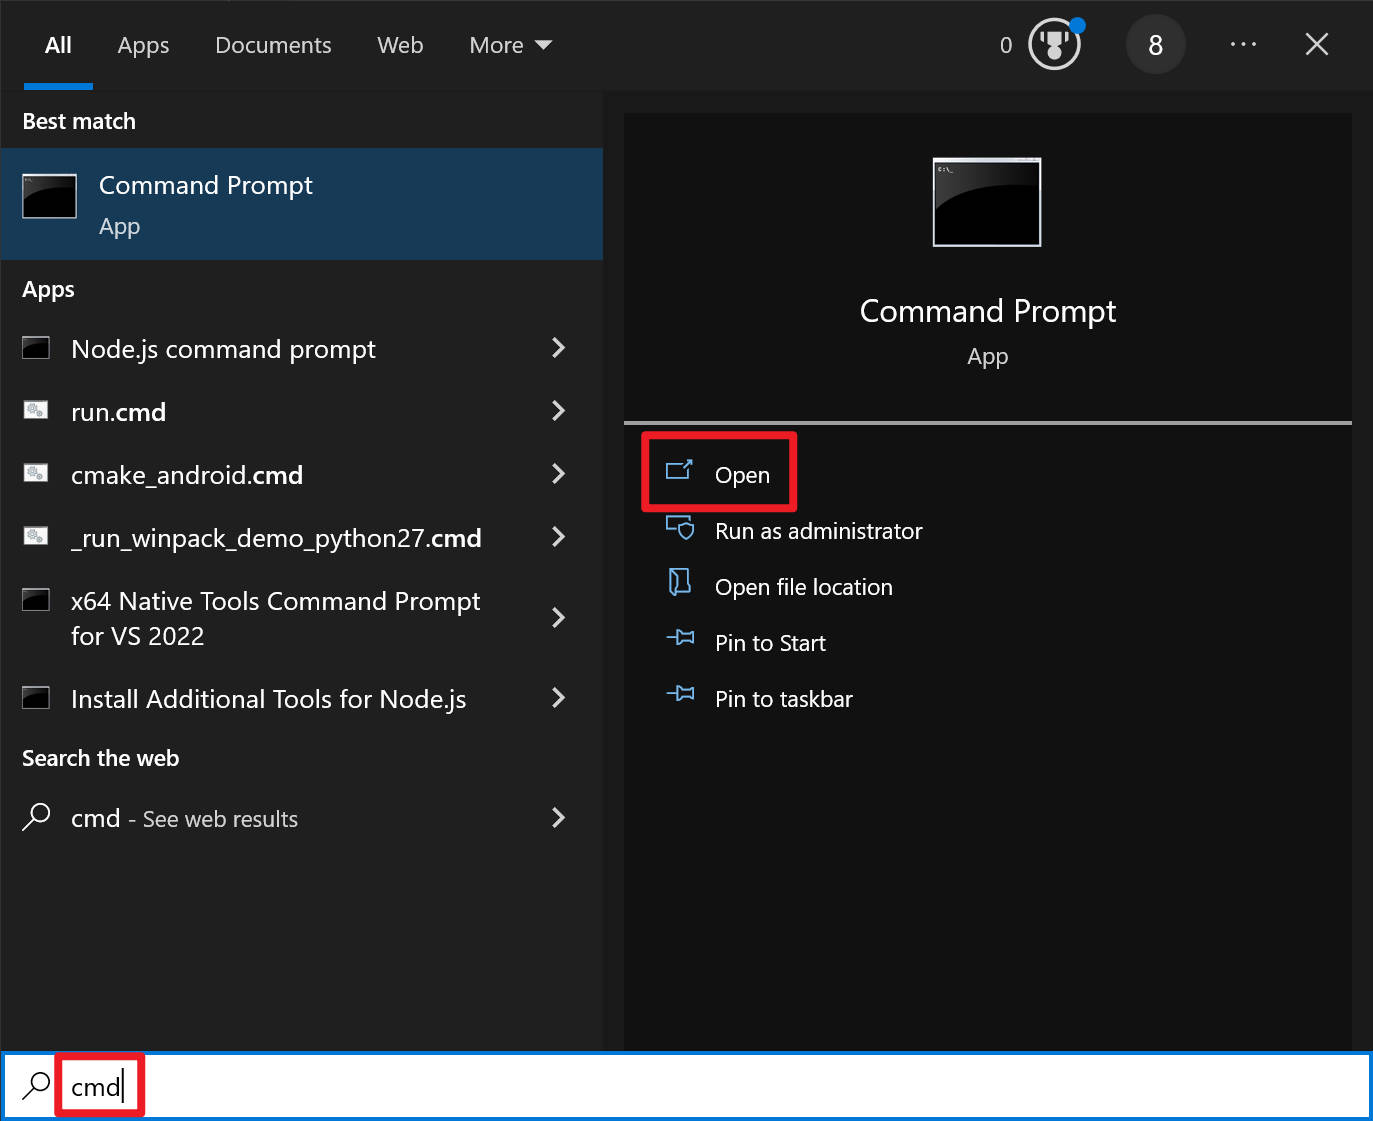 All Apps Documents Web More 0 8 ...
Best match
Command Prompt
App
Apps
Node.js command prompt
run.cmd
cmake_android.cmd
_run_winpack_demo_python27.cmd
x64 Native Tools Command Prompt
for VS 2022
Install Additional Tools for Node.js
Search the web
cmd - See web results
Command Prompt
App
Open
Run as administrator
Open file location
Pin to Start
Pin to taskbar
cmd